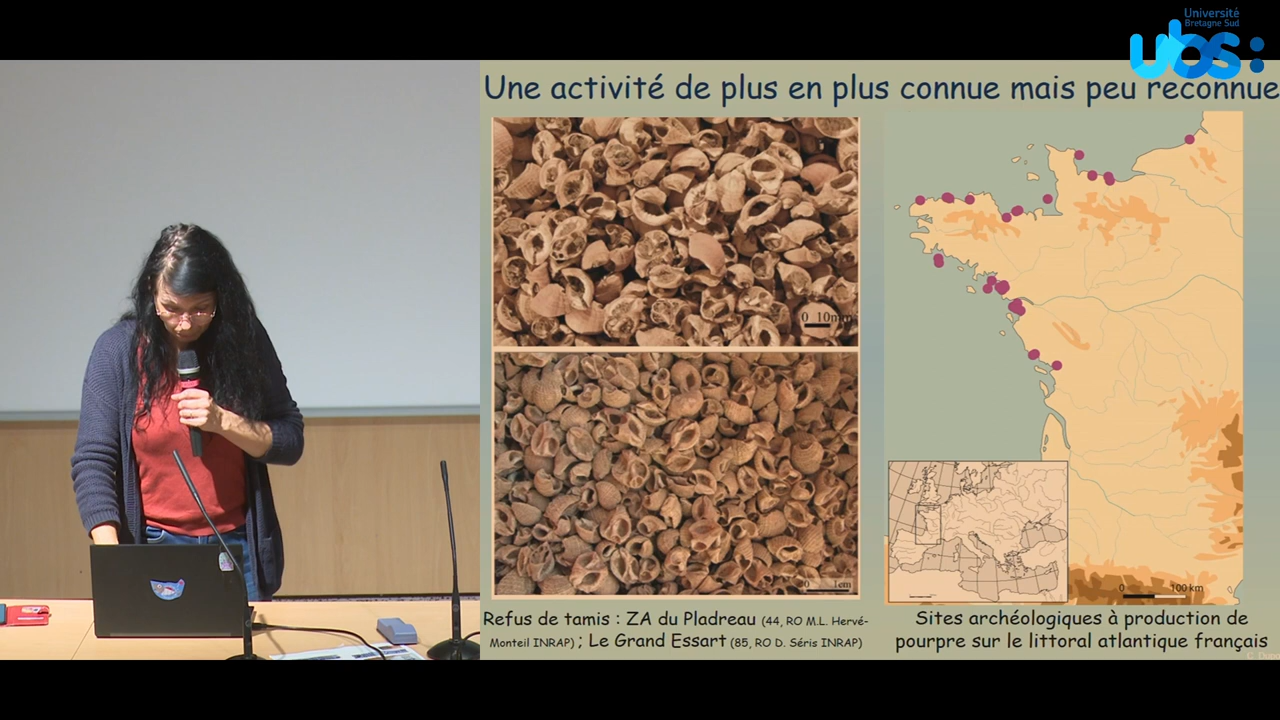 Université
Bretagne Sud
ubs:
Une activité de plus en plus connue mais peu reconnue
0 10mm
0 1cm
Refus de tamis : ZA du Pladreau (44, RO M.L. Hervé-
Monteil INRAP) ; Le Grand Essart (85, RO D. Séris INRAP)
0 100 km
Sites archéologiques à production de
pourpre sur le littoral atlantique français